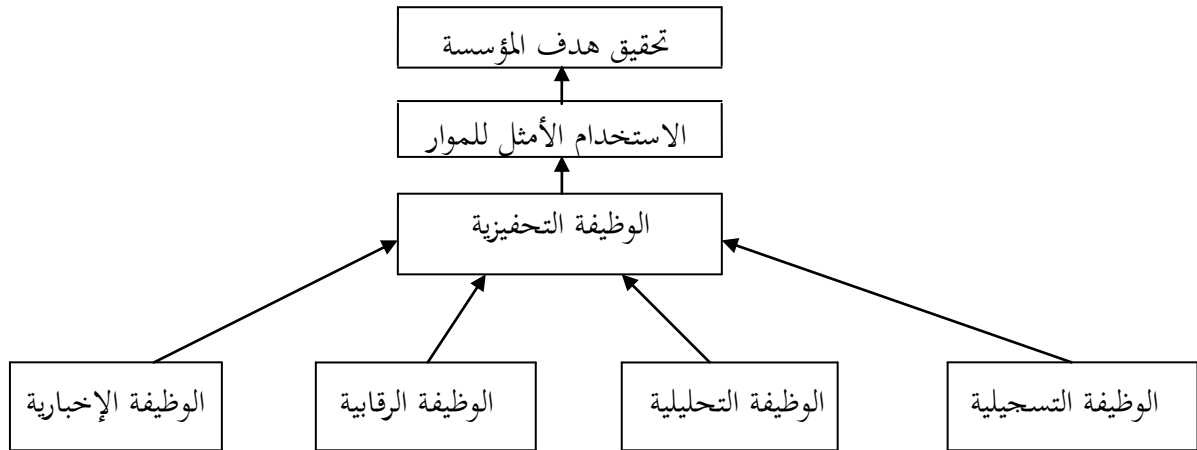 تحقيق هدف المؤسسة
الاستخدام الأمثل للموار
الوظيفة التحفيزية
الوظيفة التسجيلية
الوظيفة التحليلية
الوظيفة الرقابية
الوظيفة الإخبارية